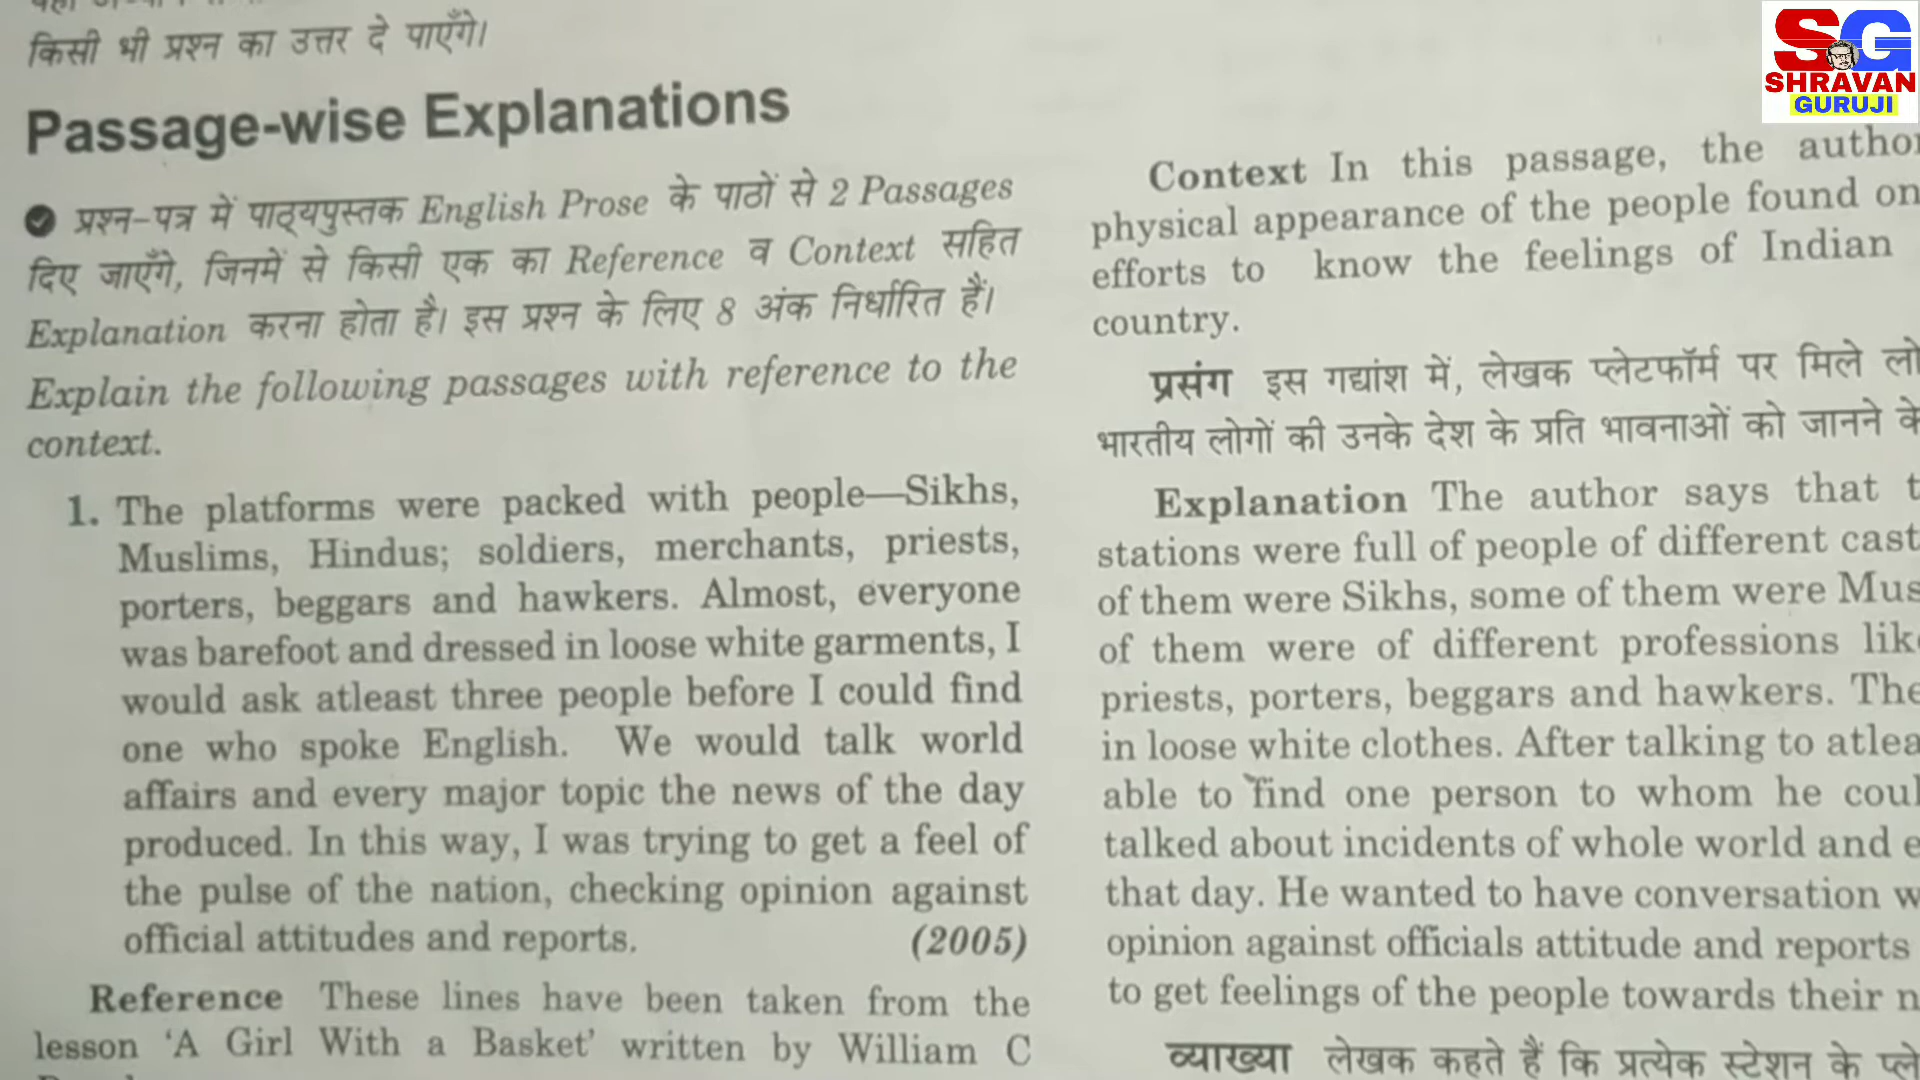 किसी भी प्रश्न का उत्तर दे पाएँगे।
Passage-wise Explanations
प्रश्न-पत्र में पाठ्यपुस्तक English Prose के पाठों से 2 Passages
दिए जाएँगे, जिनमें से किसी एक का Reference व Context सहित
Explanation करना होता है। इस प्रश्न के लिए 8 अंक निर्धारित हैं।
Explain the following passages with reference to the
context.
1. The platforms were packed with people—Sikhs,
Muslims, Hindus; soldiers, merchants, priests,
porters, beggars and hawkers. Almost, everyone
was barefoot and dressed in loose white garments, I
would ask atleast three people before I could find
one who spoke English. We would talk world
affairs and every major topic the news of the day
produced. In this way, I was trying to get a feel of
the pulse of the nation, checking opinion against
official attitudes and reports. (2005)
Reference These lines have been taken from the
lesson ‘A Girl With a Basket’ written by William C
SG
SHRAVAN
GURUJI
Context In this passage, the author
physical appearance of the people found on
efforts to know the feelings of Indian
country.
प्रसंग इस गद्यांश में, लेखक प्लेटफॉर्म पर मिले
भारतीय लोगों की उनके देश के प्रति भावनाओं को जानने के
Explanation The author says that
stations were full of people of different
of them were Sikhs, some of them were
of them were of different professions
priests, porters, beggars and hawkers.
in loose white clothes. After talking to
able to find one person to whom he
talked about incidents of whole world and
that day. He wanted to have conversation
opinion against officials attitude and reports
to get feelings of the people towards their
व्याख्या लेखक कहते हैं कि प्रत्येक स्टेशन के